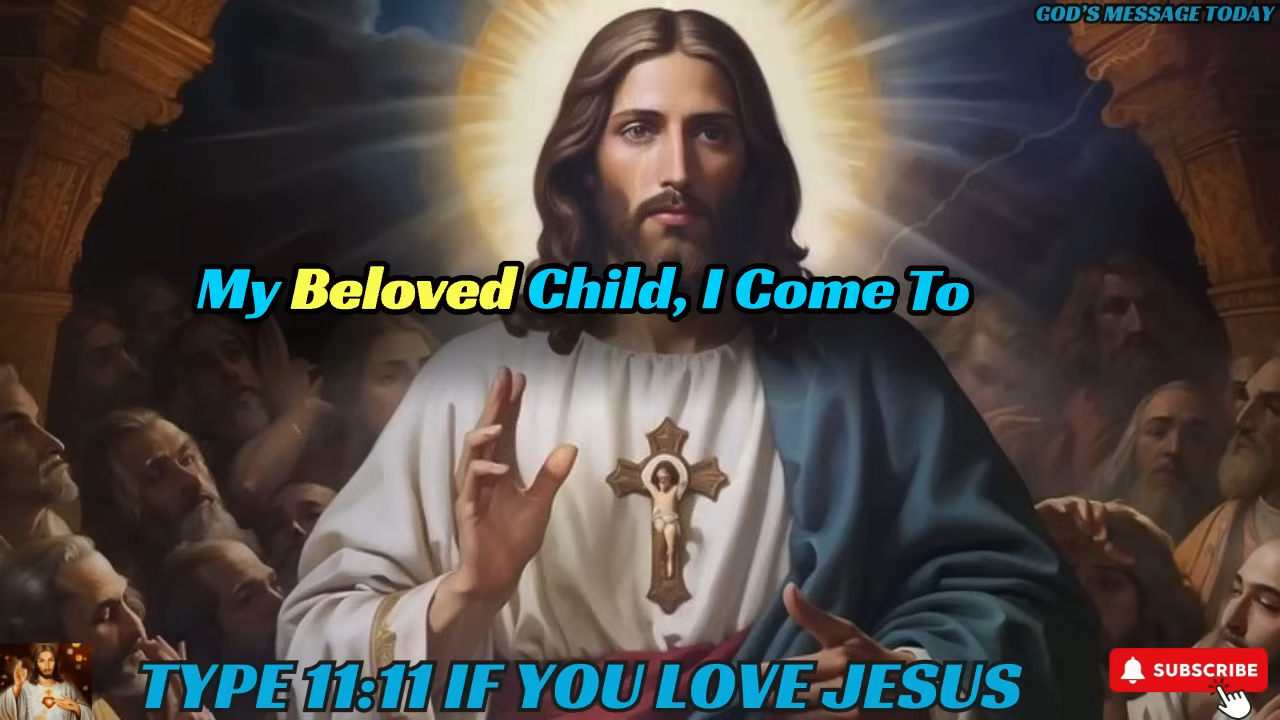 GOD'S MESSAGE TODAY
My Beloved Child, I Come To
TYPE 11:11 IF YOU LOVE JESUS
SUBSCRIBE